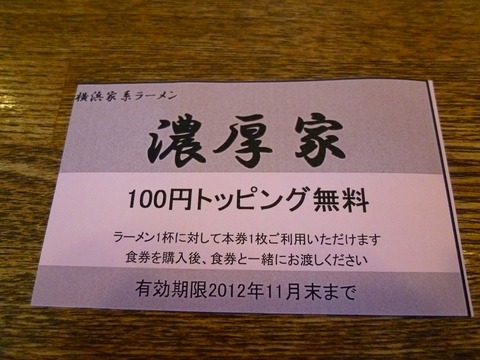 横浜家系ラーメン
濃厚家
100円トッピング無料
ラーメン1杯に対して本券1枚ご利用いただけます
食券を購入後、食券と一緒にお渡しください
有効期限2012年11月末まで